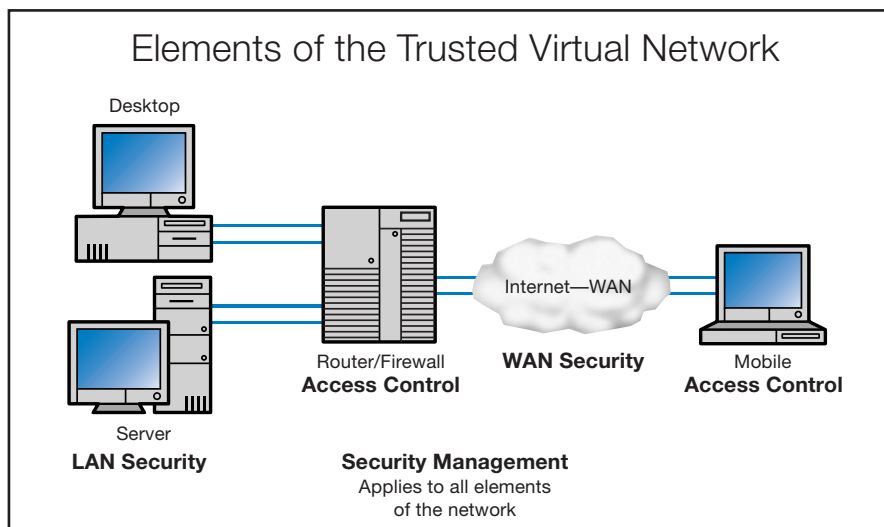 Elements of the Trusted Virtual Network
Desktop
Internet—WAN
Router/Firewall
Access Control
WAN Security
Mobile
Access Control
Server
LAN Security
Security Management
Applies to all elements
of the network